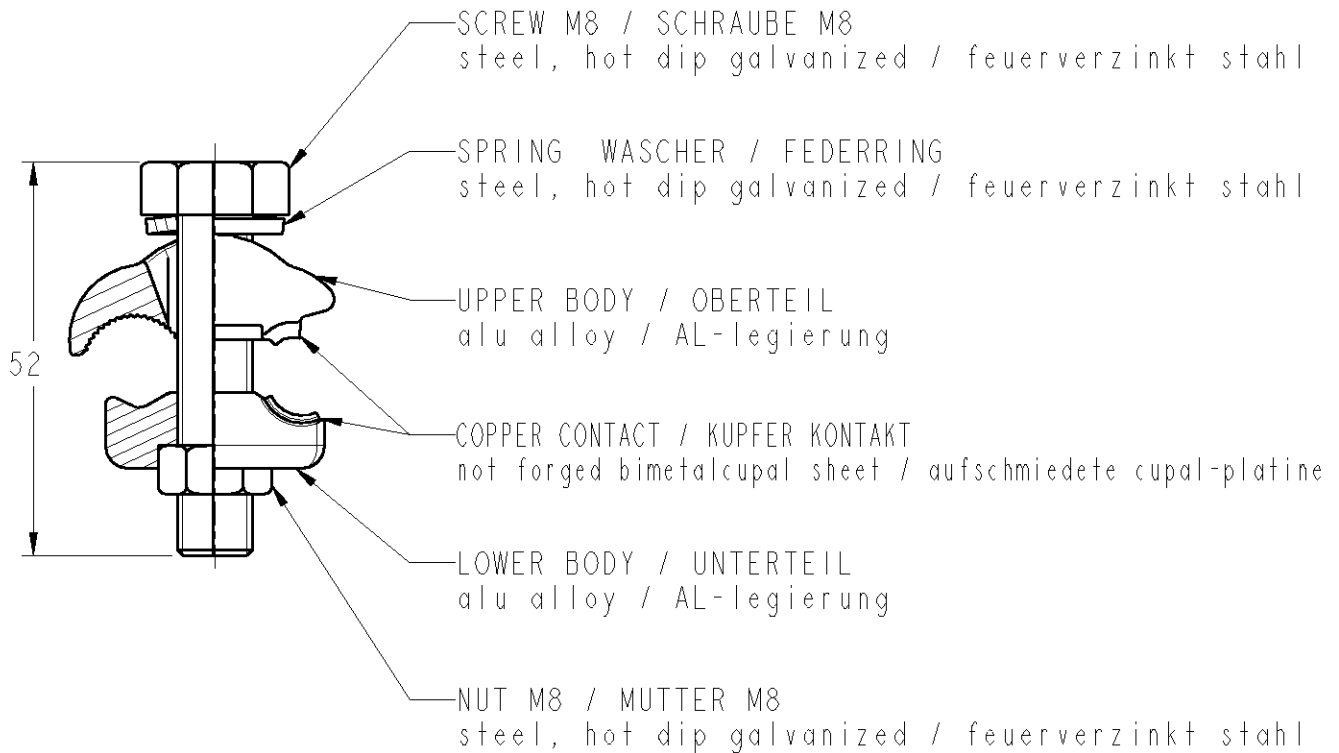 SCREW M8 / SCHRAUBE M8
steel, hot dip galvanized / feuerverzinkt stahl
SPRING WASCHER / FEDERRING
steel, hot dip galvanized / feuerverzinkt stahl
UPPER BODY / OBERTEIL
alu alloy / AL-legierung
52
COPPER CONTACT / KUPFER KONTAKT
not forged bimetalcupal sheet / aufschmiedete cupal-platine
LOWER BODY / UNTERTEIL
alu alloy / AL-legierung
NUT M8 / MUTTER M8
steel, hot dip galvanized / feuerverzinkt stahl